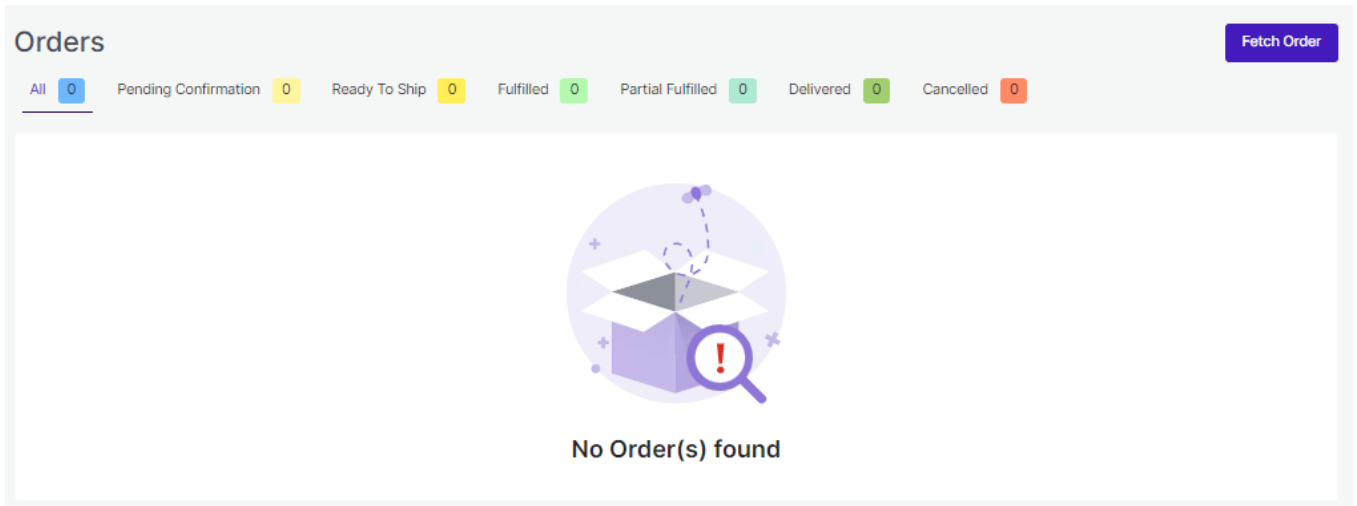 Orders
Fetch Order
All 0 Pending Confirmation 0 Ready To Ship 0 Fulfilled 0 Partial Fulfilled 0 Delivered 0 Cancelled 0
!
No Order(s) found